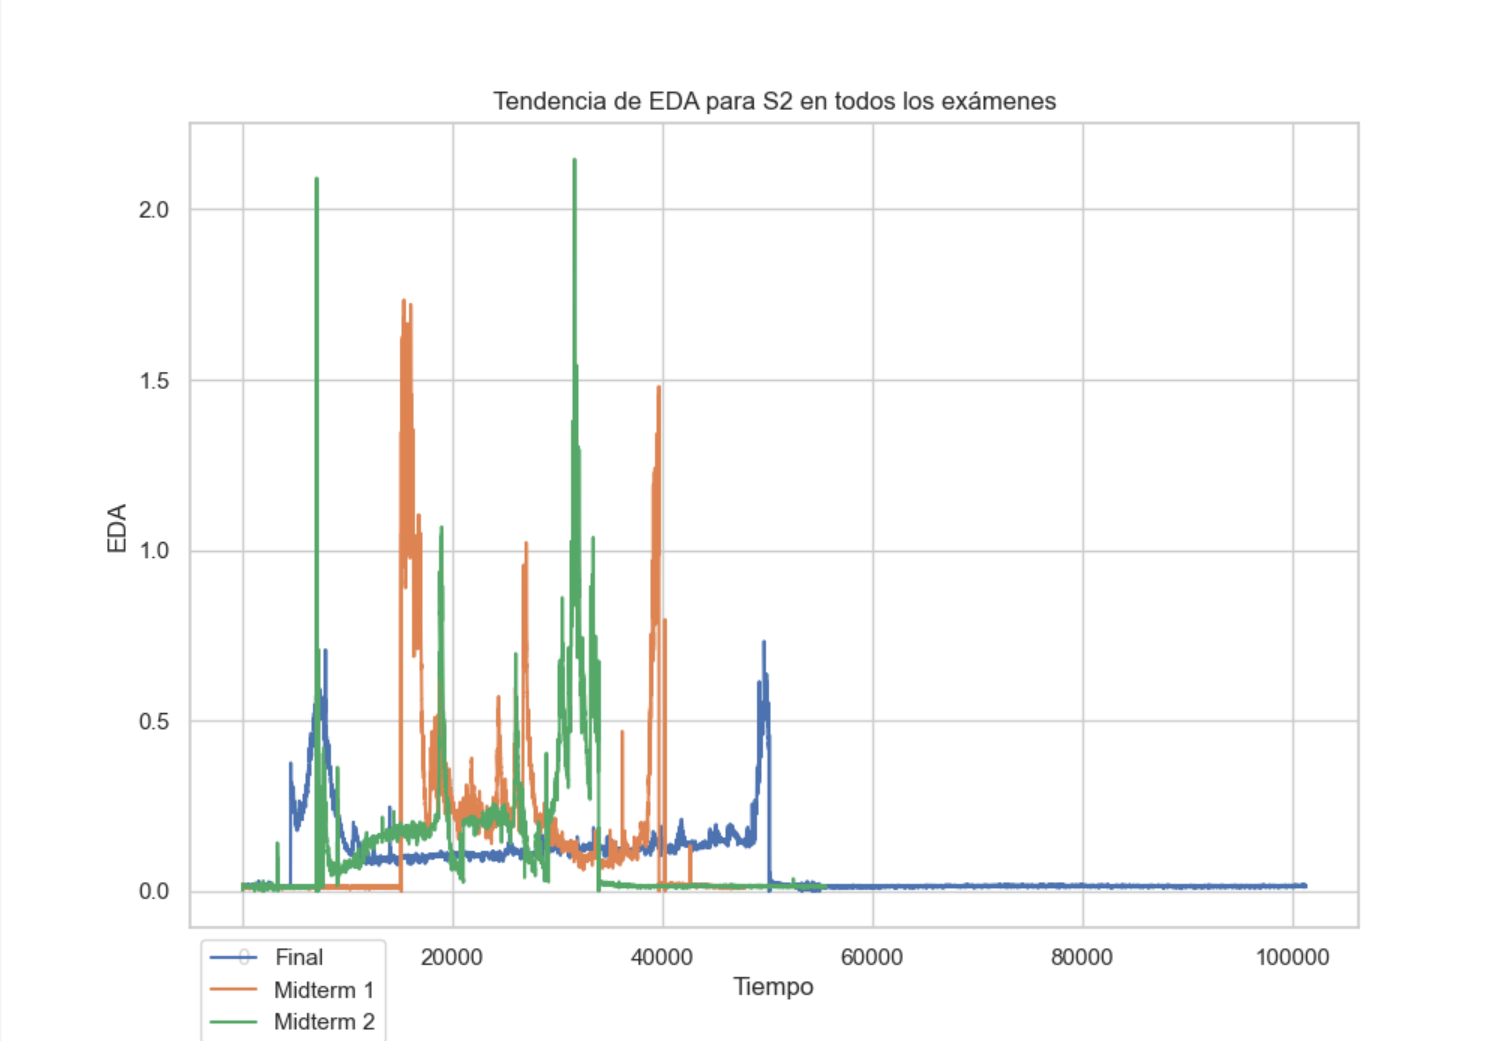 Tendencia de EDA para S2 en todos los exámenes
2.0
1.5
1.0
0.5
0.0
EDA
0 20000 40000 60000 80000 100000
Tiempo
Final
Midterm 1
Midterm 2